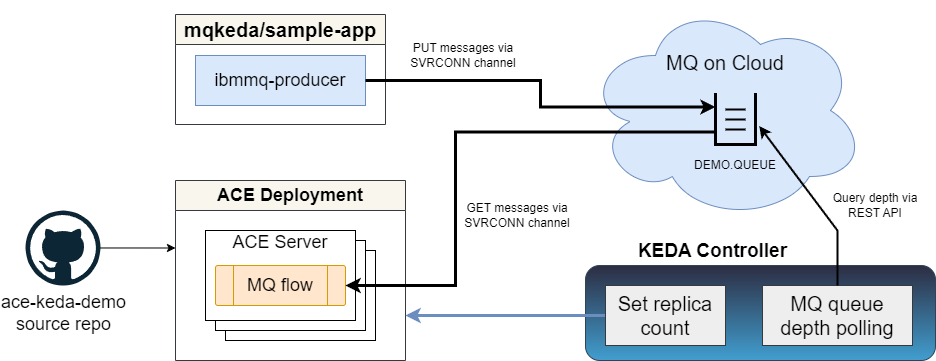 mqkeda/sample-app
ibmmq-producer
PUT messages via
SVRCONN channel
MQ on Cloud
DEMO.QUEUE
ACE Deployment
ACE Server
MQ flow
GET messages via
SVRCONN channel
Query depth via
REST API
ace-keda-demo
source repo
KEDA Controller
Set replica
count
MQ queue
depth polling